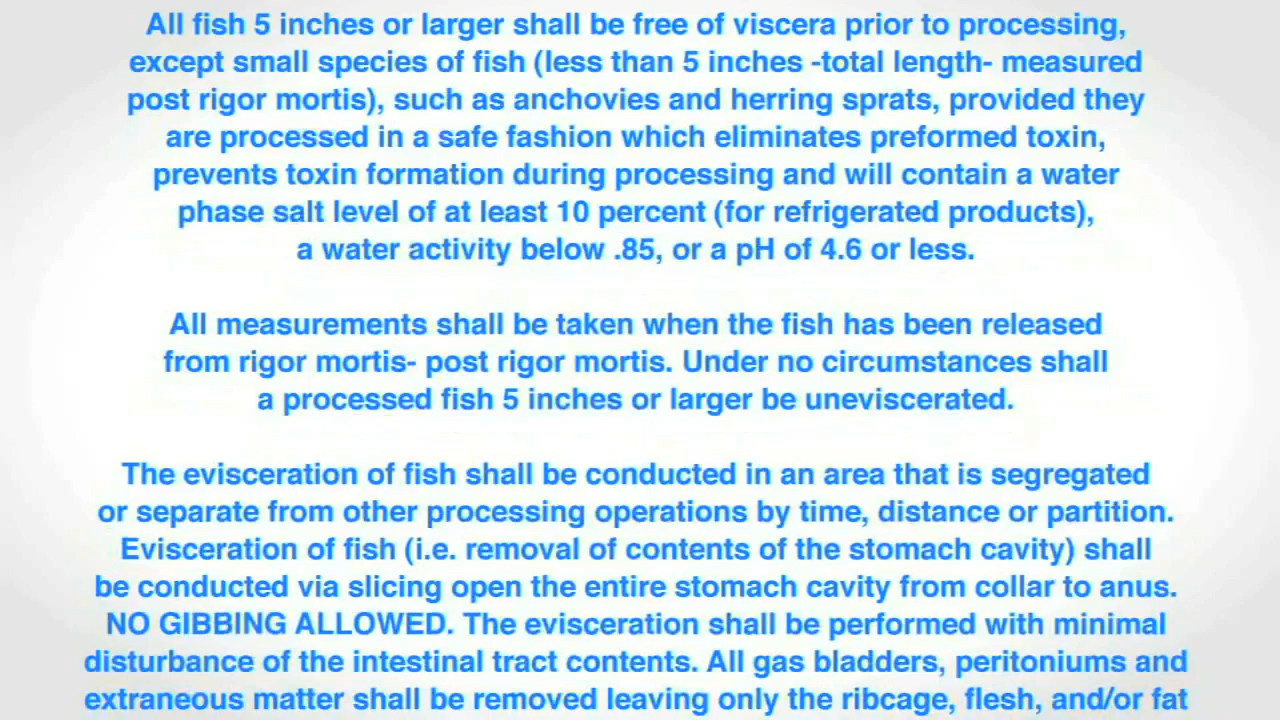 All fish 5 inches or larger shall be free of viscera prior to processing,
except small species of fish (less than 5 inches -total length- measured
post rigor mortis), such as anchovies and herring sprats, provided they
are processed in a safe fashion which eliminates preformed toxin,
prevents toxin formation during processing and will contain a water
phase salt level of at least 10 percent (for refrigerated products),
a water activity below .85, or a pH of 4.6 or less.
All measurements shall be taken when the fish has been released
from rigor mortis- post rigor mortis. Under no circumstances shall
a processed fish 5 inches or larger be uneviscerated.
The evisceration of fish shall be conducted in an area that is segregated
or separate from other processing operations by time, distance or partition.
Evisceration of fish (i.e. removal of contents of the stomach cavity) shall
be conducted via slicing open the entire stomach cavity from collar to anus.
NO GIBBING ALLOWED. The evisceration shall be performed with minimal
disturbance of the intestinal tract contents. All gas bladders, peritoniums and
extraneous matter shall be removed leaving only the ribcage, flesh, and/or fat